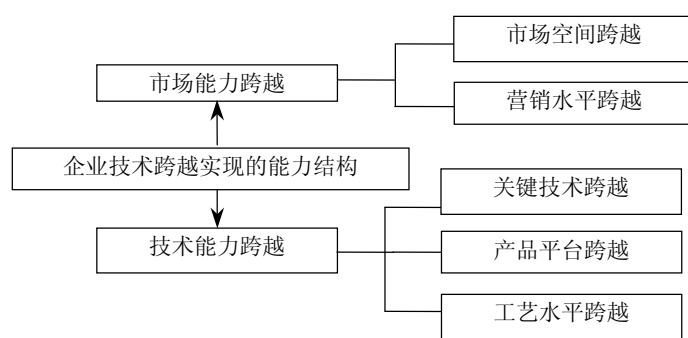 市场空间跨越
市场能力跨越
营销水平跨越
企业技术跨越实现的能力结构
关键技术跨越
技术能力跨越
产品平台跨越
工艺水平跨越